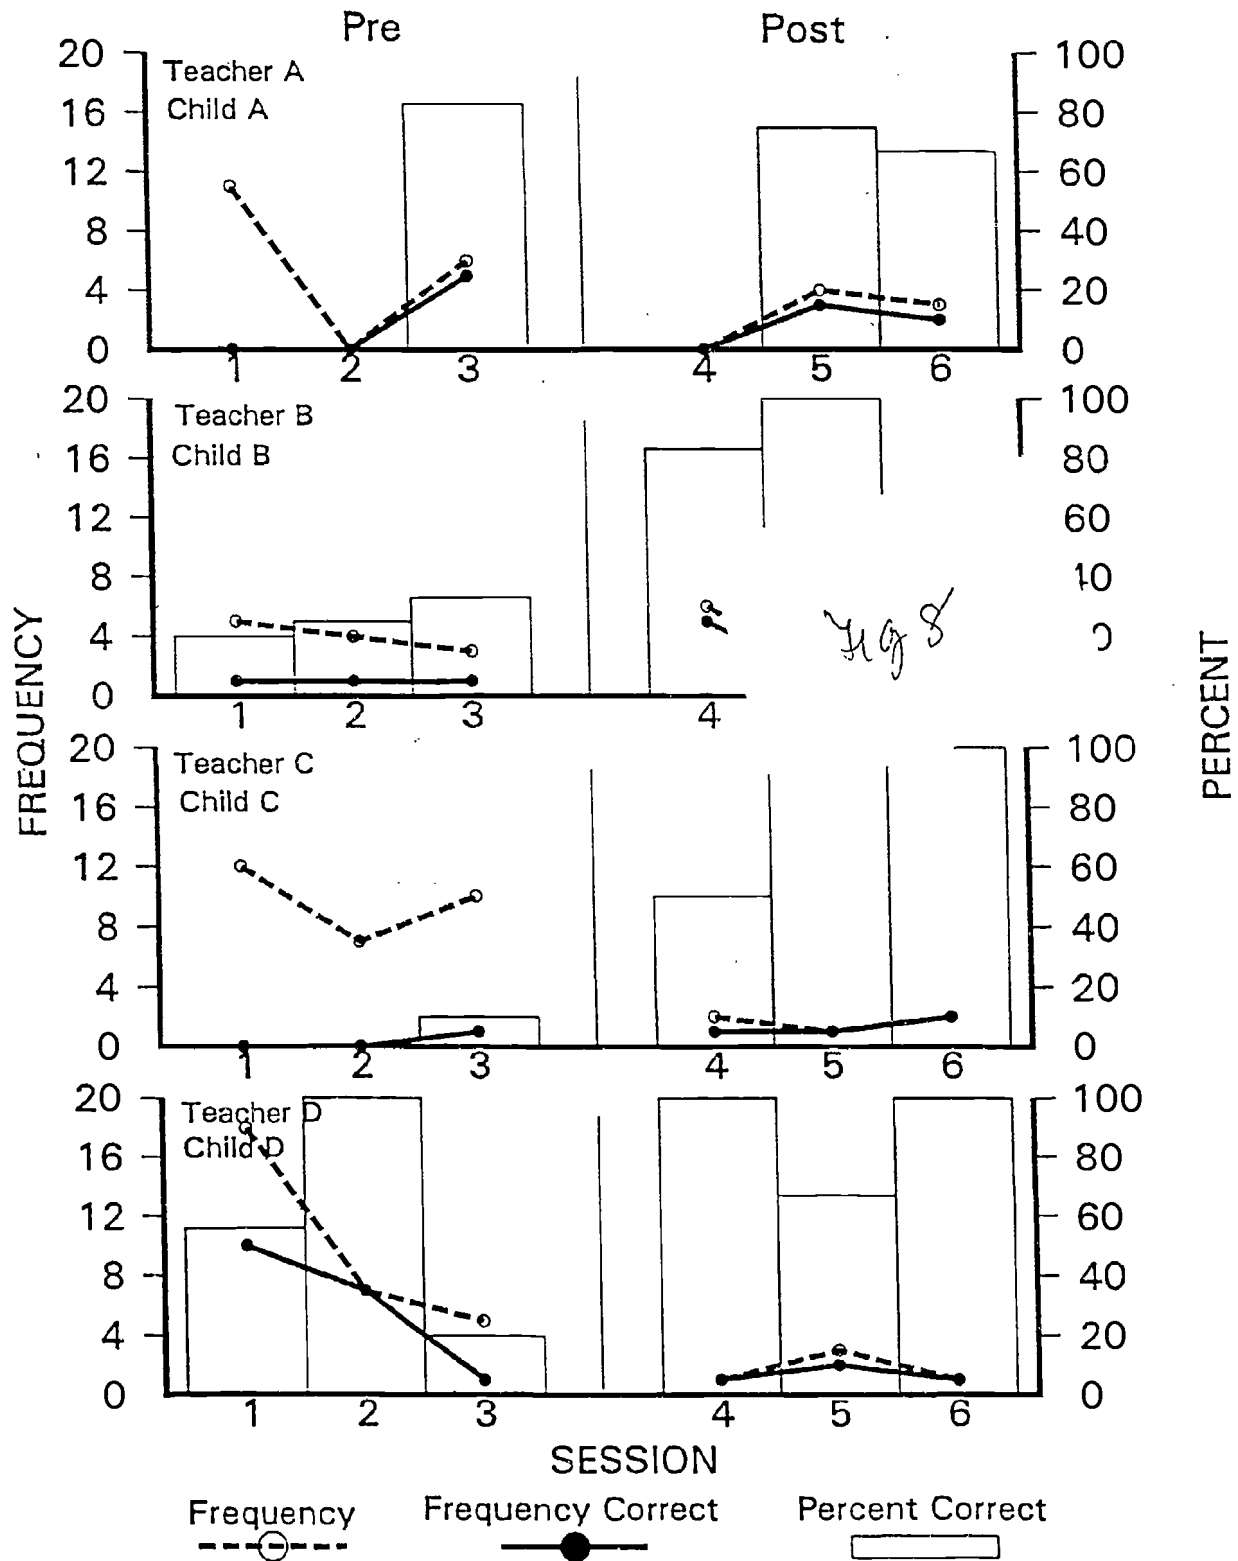 Pre Post
20 100
Teacher A
Child A
16 80
12 60
8 40
4 20
0 0
1 2 3 4 5 6
20 100
Teacher B
Child B
16 80
12 60
8 10
4
0
1 2 3 4
Fig 8
20 100
Teacher C
Child C
16 80
12 60
8 40
4 20
0 0
1 2 3 4 5 6
20 100
Teacher D
Child D
16 80
12 60
8 40
4 20
0 0
1 2 3 4 5 6
FREQUENCY
PERCENT
SESSION
Frequency Frequency Correct Percent Correct